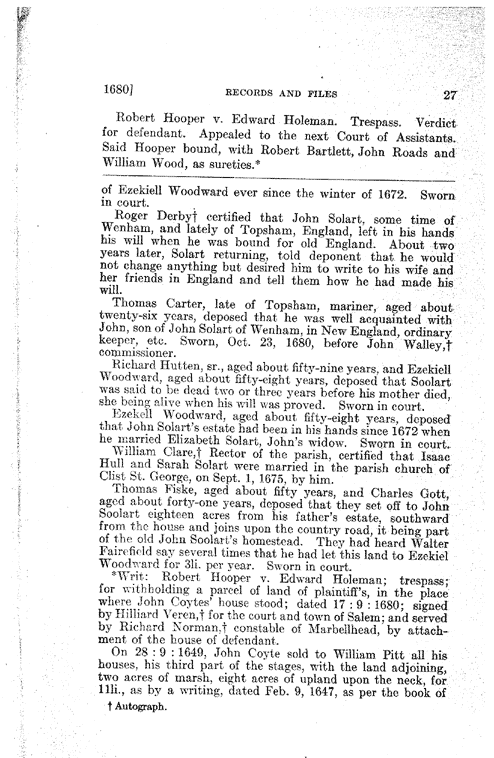 1680] RECORDS AND FILES 27
Robert Hooper v. Edward Holeman. Trespass. Verdict
for defendant. Appealed to the next Court of Assistants.
Said Hooper bound, with Robert Bartlett, John Roads and
William Wood, as sureties.*
of Ezekiell Woodward ever since the winter of 1672. Sworn
in court.
Roger Derby† certified that John Solart, some time of
Wenham, and lately of Topsham, England, left in his hands
his will when he was bound for old England. About two
years later, Solart returning, told deponent that he would
not change anything but desired him to write to his wife and
her friends in England and tell them how he had made his
will.
Thomas Carter, late of Topsham, mariner, aged about
twenty-six years, deposed that he was well acquainted with
John, son of John Solart of Wenham, in New England, ordinary
keeper, etc. Sworn, Oct. 23, 1680, before John Walley,†
commissioner.
Richard Hutten, sr., aged about fifty-nine years, and Ezekiell
Woodward, aged about fifty-eight years, deposed that Soolart
was said to be dead two or three years before his mother died,
she being alive when his will was proved. Sworn in court.
Ezekell Woodward, aged about fifty-eight years, deposed
that John Solart's estate had been in his hands since 1672 when
he married Elizabeth Solart, John's widow. Sworn in court.
William Clare,† Rector of the parish, certified that Isaac
Hull and Sarah Solart were married in the parish church of
Clist St. George, on Sept. 1, 1675, by him.
Thomas Fiske, aged about fifty years, and Charles Gott,
aged about forty-one years, deposed that they set off to John
Soolart eighteen acres from his father's estate, southward
from the house and joins upon the country road, it being part
of the old John Soolart's homestead. They had heard Walter
Fairefield say several times that he had let this land to Ezekiel
Woodward for 3li. per year. Sworn in court.
*Writ: Robert Hooper v. Edward Holeman; trespass;
for withholding a parcel of land of plaintiff's, in the place
where John Coytes' house stood; dated 17 : 9 : 1680; signed
by Hilliard Veren,† for the court and town of Salem; and served
by Richard Norman,† constable of Marbellhead, by attach-
ment of the house of defendant.
On 28 : 9 : 1649, John Coyte sold to William Pitt all his
houses, his third part of the stages, with the land adjoining,
two acres of marsh, eight acres of upland upon the neck, for
11li., as by a writing, dated Feb. 9, 1647, as per the book of
† Autograph.